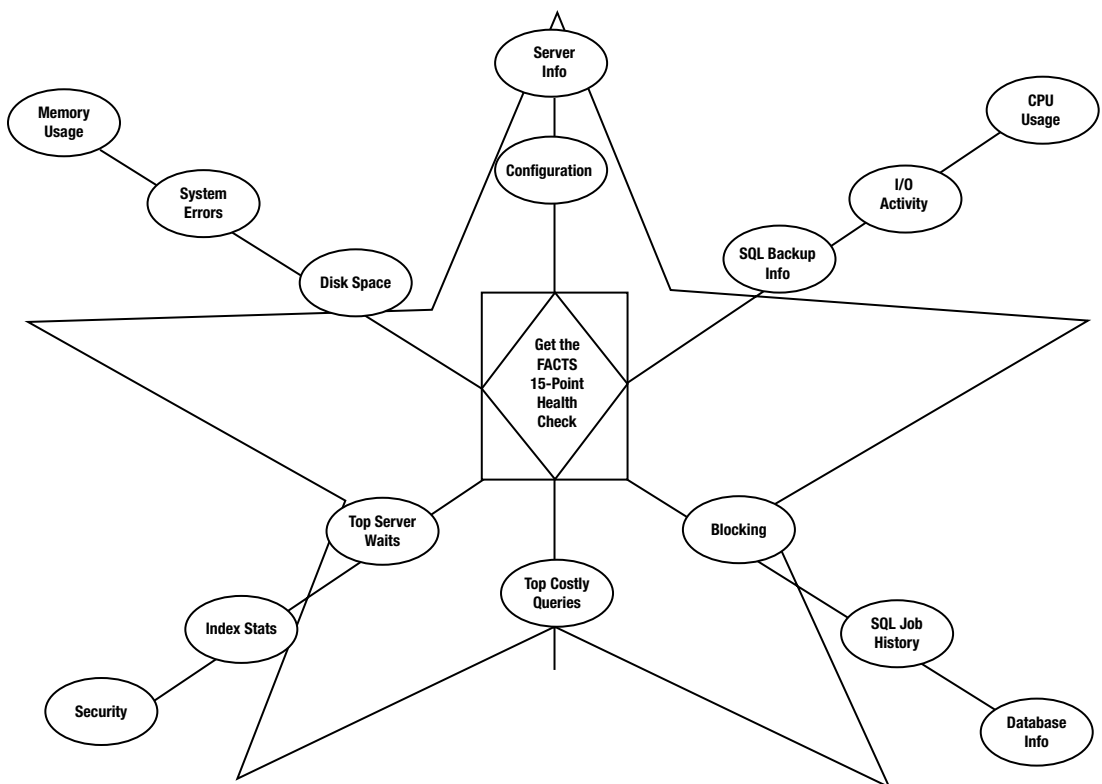 Server
Info
Memory
Usage
CPU
Usage
Configuration
System
Errors
I/O
Activity
SQL Backup
Info
Disk Space
Get the
FACTS
15-Point
Health
Check
Top Server
Waits
Blocking
Top Costly
Queries
Index Stats
SQL Job
History
Security
Database
Info